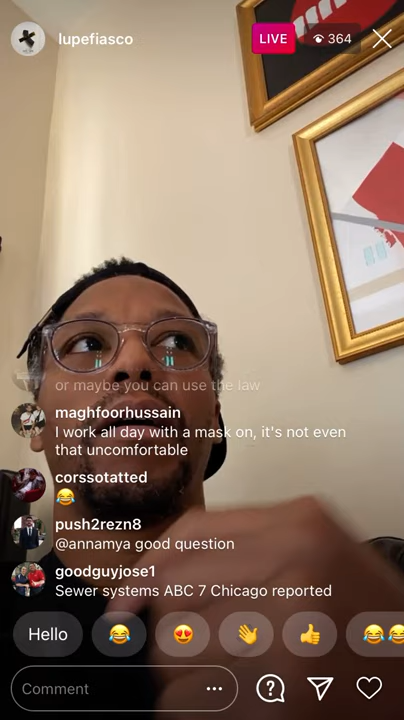 lupefiasco
LIVE
364
or maybe you can use the law
maghfoorhussain
I work all day with a mask on, it's not even
that uncomfortable
corssotatted
😂
push2rezn8
@annamya good question
goodguyjose1
Sewer systems ABC 7 Chicago reported
Hello
Comment